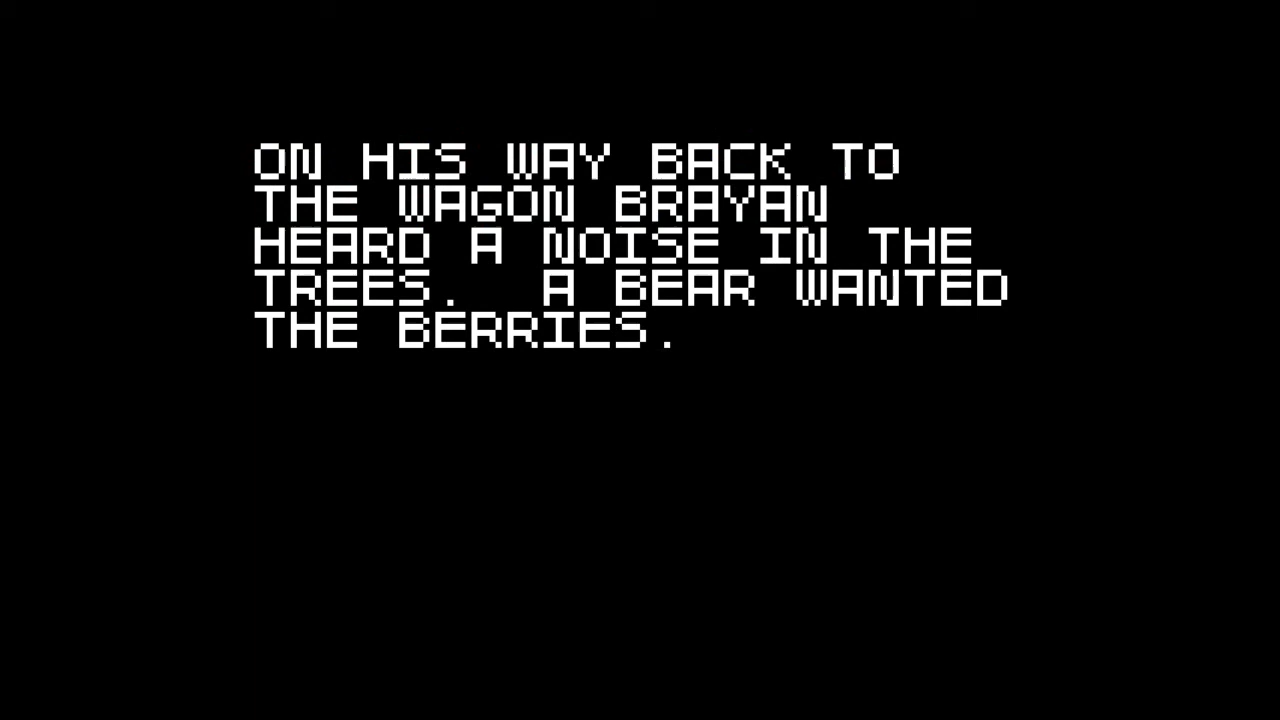 ON HIS WAY BACK TO
THE WAGON BRAYAN
HEARD A NOISE IN THE
TREES.  A BEAR WANTED
THE BERRIES.